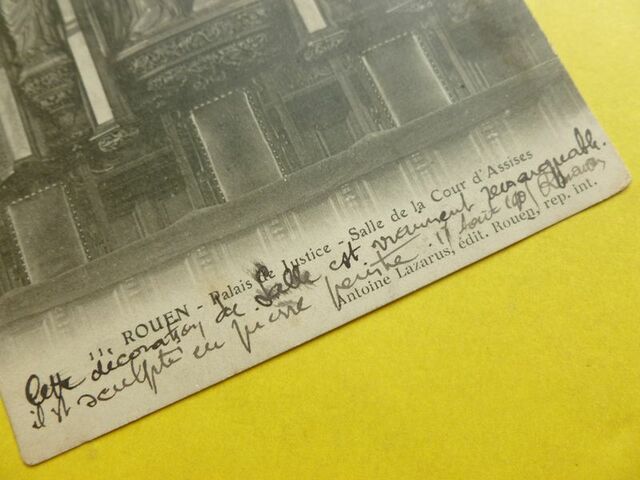 11 ROUEN - Palais de Justice - Salle de la Cour d'Assises
Antoine Lazarus, édit. Rouen, rep. int.
Cette décoration de Salle est vraiment remarquable.
il est sculpté en pierre peinte.